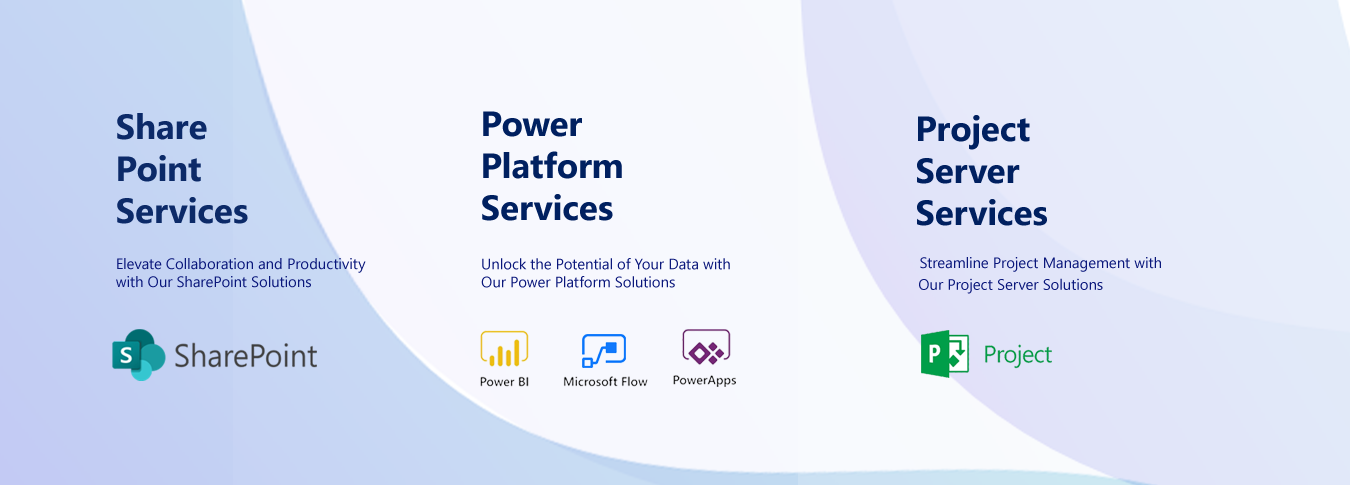 Share
Point
Services
Elevate Collaboration and Productivity
with Our SharePoint Solutions
S SharePoint
Power
Platform
Services
Unlock the Potential of Your Data with
Our Power Platform Solutions
Power BI
Microsoft Flow
PowerApps
Project
Server
Services
Streamline Project Management with
Our Project Server Solutions
P Project